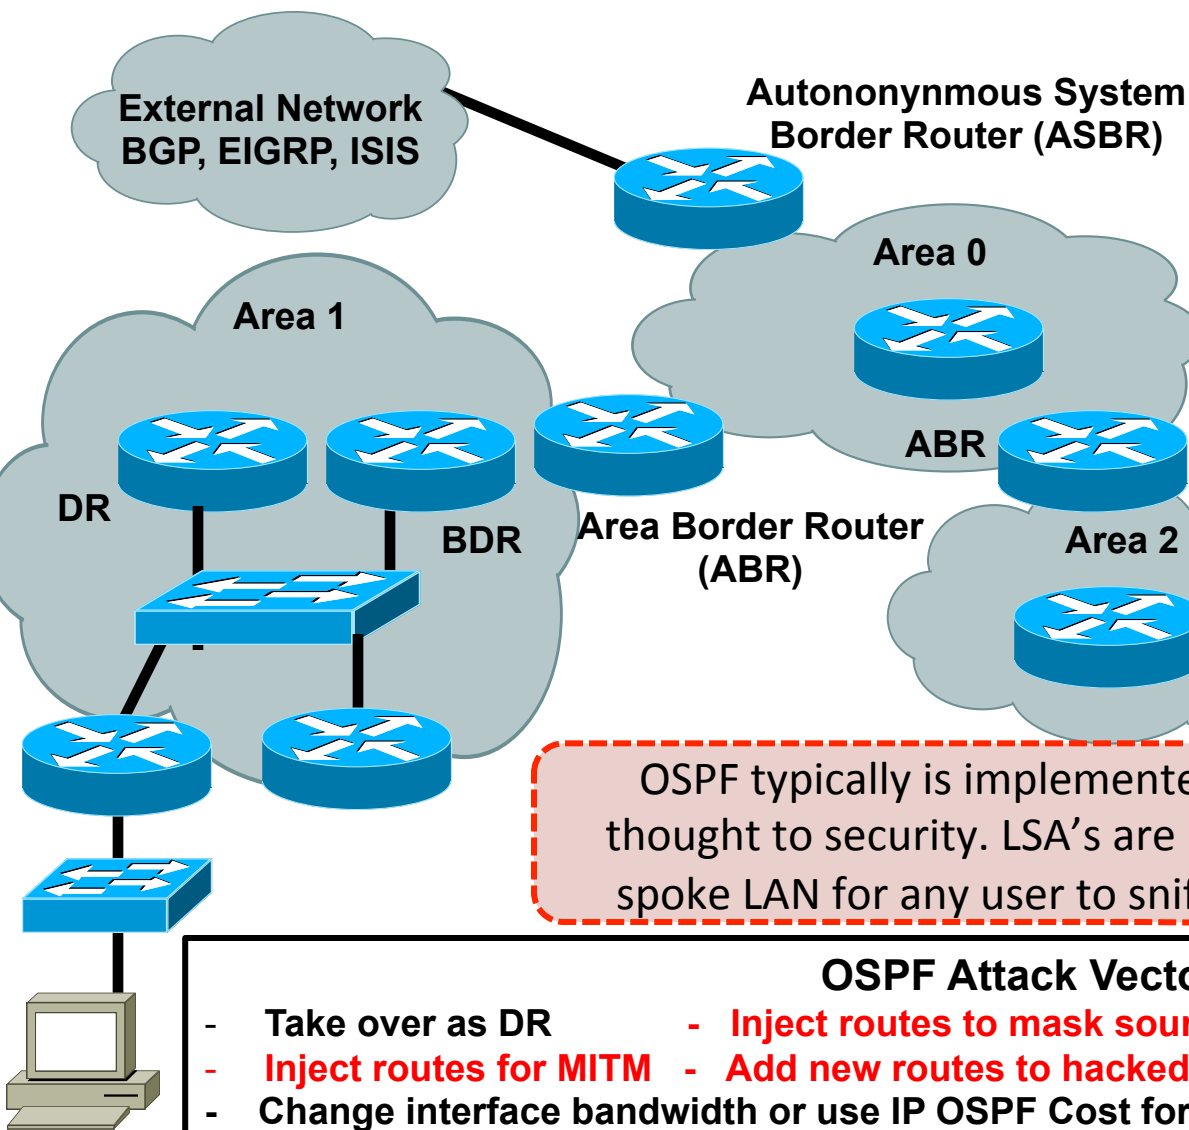 External Network
BGP, EIGRP, ISIS
Autononynmous System
Border Router (ASBR)
Area 0
Area 1
ABR
DR
BDR
Area Border Router
(ABR)
Area 2
OSPF typically is implemente
thought to security. LSA's are
spoke LAN for any user to snif
OSPF Attack Vecto
- Take over as DR - Inject routes to mask sour
- Inject routes for MITM - Add new routes to hacked
- Change interface bandwidth or use IP OSPF Cost for